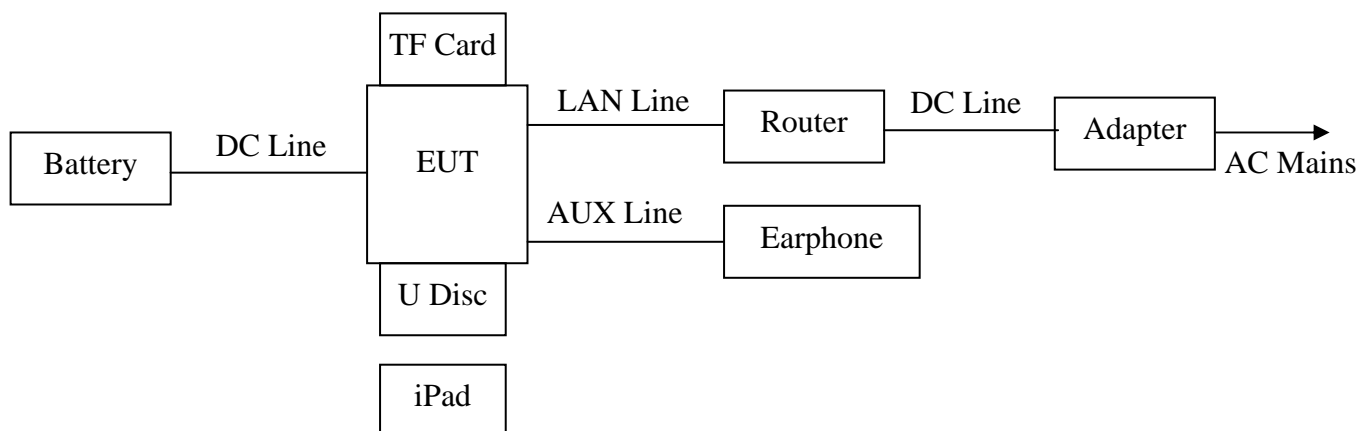 TF Card
LAN Line
DC Line
Router
Adapter
DC Line
Battery
EUT
AC Mains
AUX Line
Earphone
U Disc
iPad